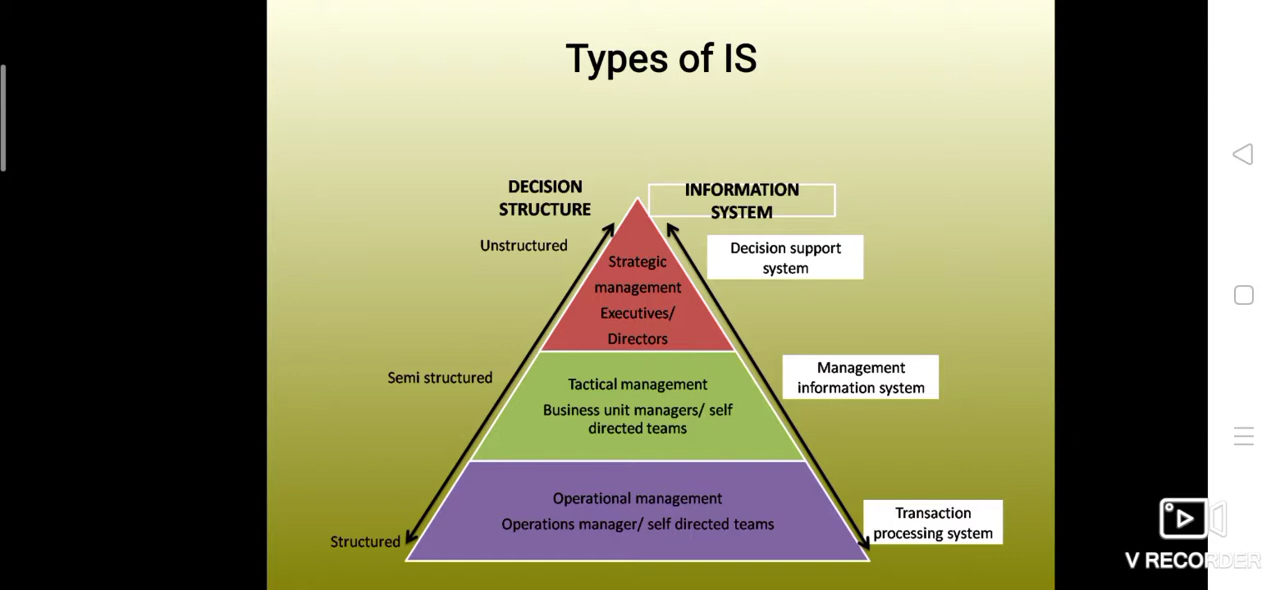 Types of IS
DECISION
STRUCTURE
INFORMATION
SYSTEM
Unstructured
Decision support
system
Strategic
management
Executives/
Directors
Semi structured
Tactical management
Business unit managers/ self
directed teams
Management
information system
Operational management
Operations manager/ self directed teams
Structured
Transaction
processing system
V RECORDER